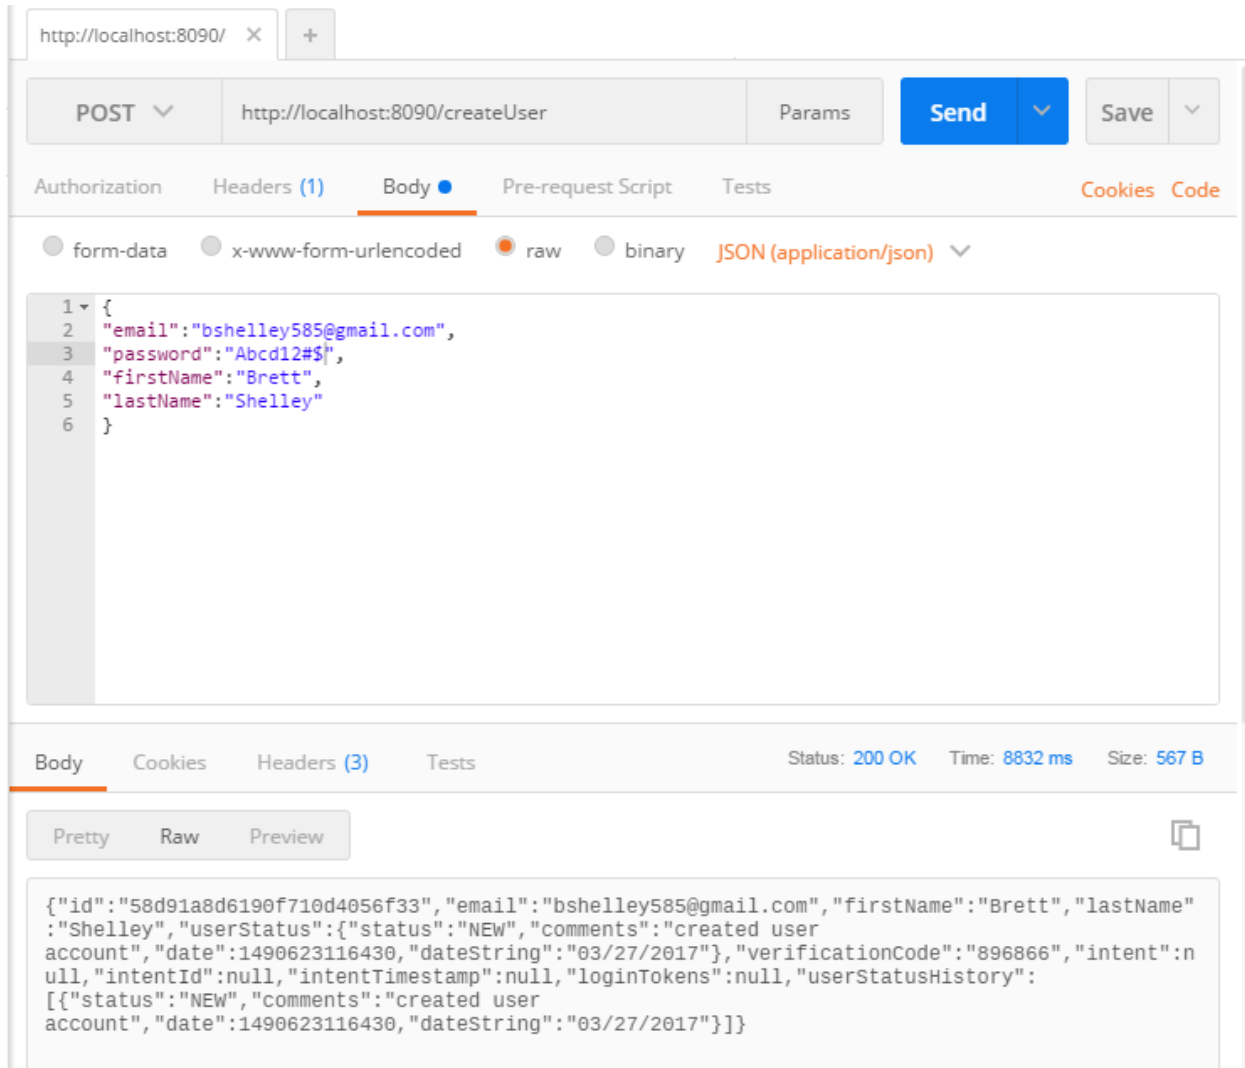 http://localhost:8090/ × +
POST http://localhost:8090/createUser Params Send Save
Authorization Headers (1) Body Pre-request Script Tests Cookies Code
form-data x-www-form-urlencoded raw binary JSON (application/json)
1 {
2 "email":"bshelley585@gmail.com",
3 "password":"Abcd12#$",
4 "firstName":"Brett",
5 "lastName":"Shelley"
6 }
Body Cookies Headers (3) Tests Status: 200 OK Time: 8832 ms Size: 567 B
Pretty Raw Preview
{"id":"58d91a8d6190f710d4056f33","email":"bshelley585@gmail.com","firstName":"Brett","lastName"
:"Shelley","userStatus":{"status":"NEW","comments":"created user
account","date":1490623116430,"dateString":"03/27/2017"},"verificationCode":"896866","intent":n
ull,"intentId":null,"intentTimestamp":null,"loginTokens":null,"userStatusHistory":
[{"status":"NEW","comments":"created user
account","date":1490623116430,"dateString":"03/27/2017"}]}